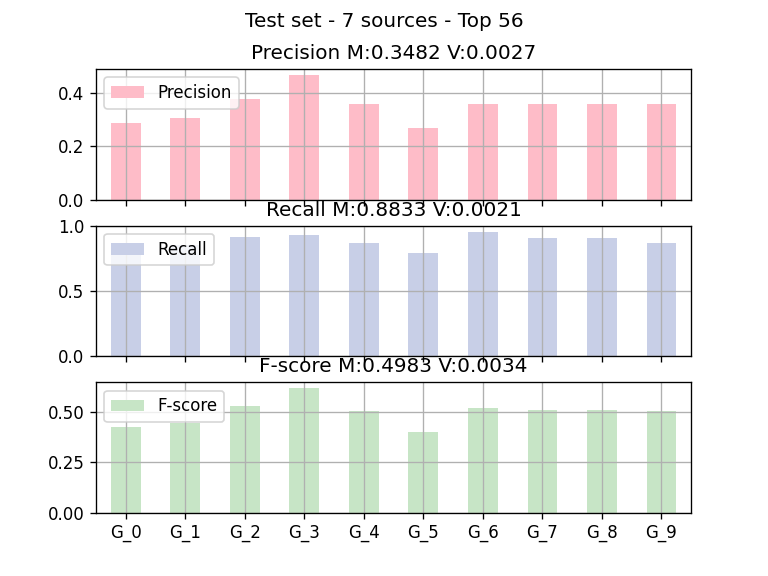 Test set - 7 sources - Top 56
Precision M:0.3482 V:0.0027
0.4
0.2
0.0
Precision
Recall M:0.8833 V:0.0021
1.0
0.5
0.0
Recall
F-score M:0.4983 V:0.0034
0.50
0.25
0.00
F-score
G_0 G_1 G_2 G_3 G_4 G_5 G_6 G_7 G_8 G_9